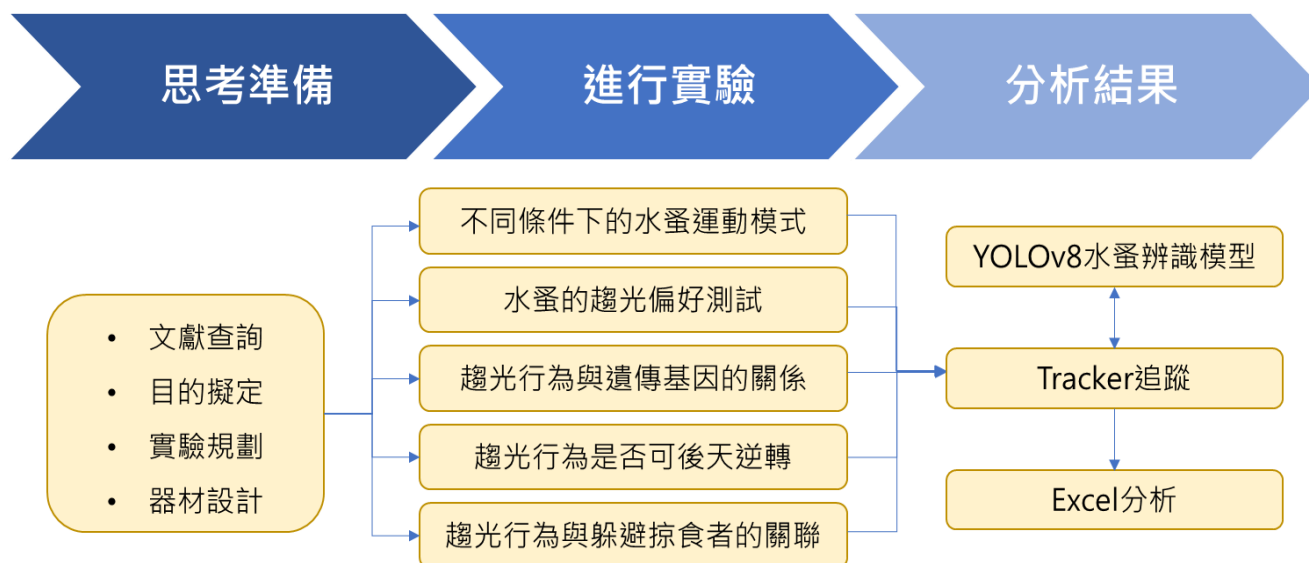 思考準備
進行實驗
分析結果
• 文獻查詢
• 目的擬定
• 實驗規劃
• 器材設計
不同條件下的水蚤運動模式
水蚤的趨光偏好測試
趨光行為與遺傳基因的關係
趨光行為是否可後天逆轉
趨光行為與躲避掠食者的關聯
YOLOv8水蚤辨識模型
Tracker追蹤
Excel分析